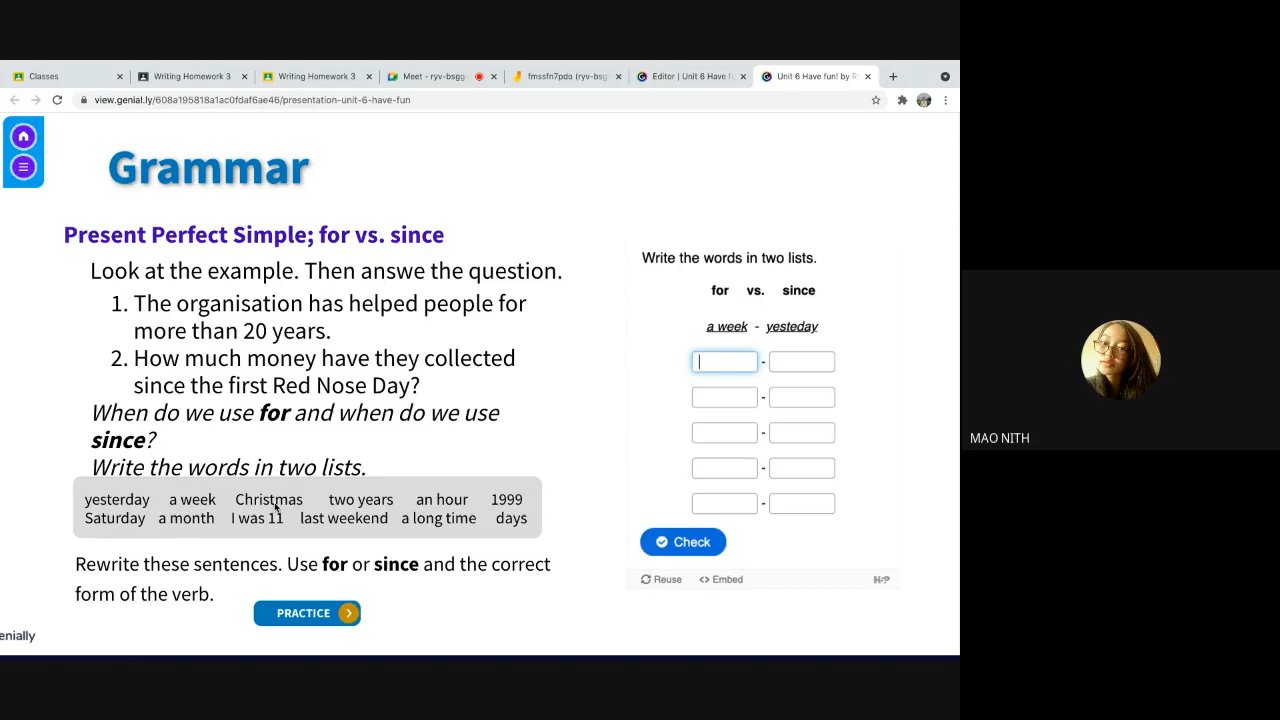 Classes
Writing Homework 3
Writing Homework 3
Meet - ryv-bsgg
fmssfn7pdo (ryv-bsg
Editor | Unit 6 Have fu
Unit 6 Have fun! by R
view.genial.ly/608a195818a1ac0fdaf6ae46/presentation-unit-6-have-fun
Grammar
Present Perfect Simple; for vs. since
Look at the example. Then answe the question.
1. The organisation has helped people for
more than 20 years.
2. How much money have they collected
since the first Red Nose Day?
When do we use for and when do we use
since?
Write the words in two lists.
yesterday a week Christmas two years an hour 1999
Saturday a month I was 11 last weekend a long time days
Rewrite these sentences. Use for or since and the correct
form of the verb.
PRACTICE
enially
Write the words in two lists.
for vs. since
a week - yesteday
-
-
-
-
-
Check
Reuse <> Embed
H5P
MAO NITH